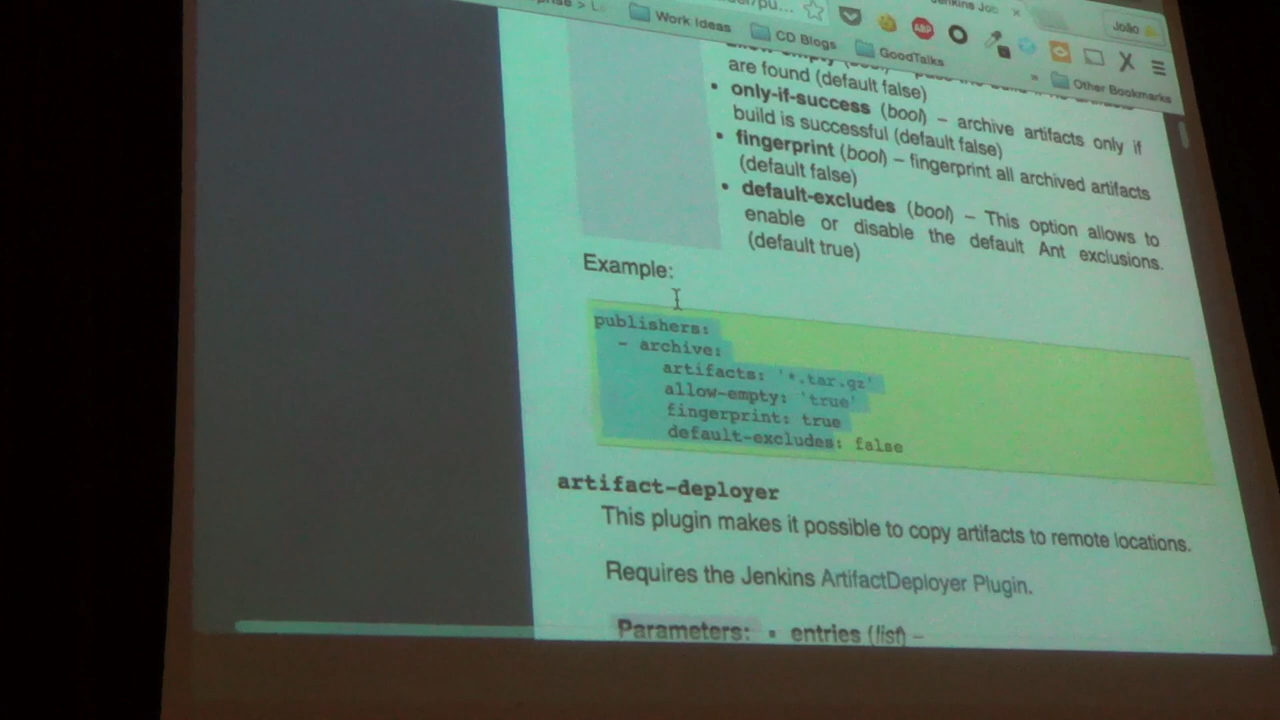 Jenkins Job
João
Work Ideas
CD Blogs
GoodTalks
Other Bookmarks
are found (default false)
• only-if-success (bool) – archive artifacts only if
build is successful (default false)
• fingerprint (bool) – fingerprint all archived artifacts
(default false)
• default-excludes (bool) – This option allows to
enable or disable the default Ant exclusions.
(default true)
Example:
publishers:
- archive:
artifacts: '*.tar.gz'
allow-empty: 'true'
fingerprint: true
default-excludes: false
artifact-deployer
This plugin makes it possible to copy artifacts to remote locations.
Requires the Jenkins ArtifactDeployer Plugin.
Parameters: • entries (list) –